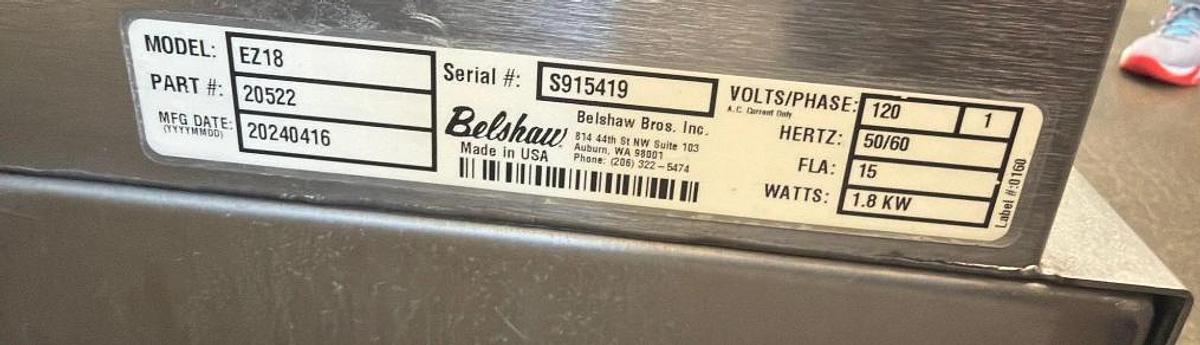 MODEL: EZ18
PART #: 20522
MFG DATE: 20240416
(YYYYMMDD)
Serial #: S915419
Belshaw
Made in USA
Belshaw Bros. Inc.
814 44th St NW Suite 103
Auburn, WA 98001
Phone: (206) 322-5474
VOLTS/PHASE: 120 1
A.C. Current Only
HERTZ: 50/60
FLA: 15
WATTS: 1.8 KW
Label #:0160